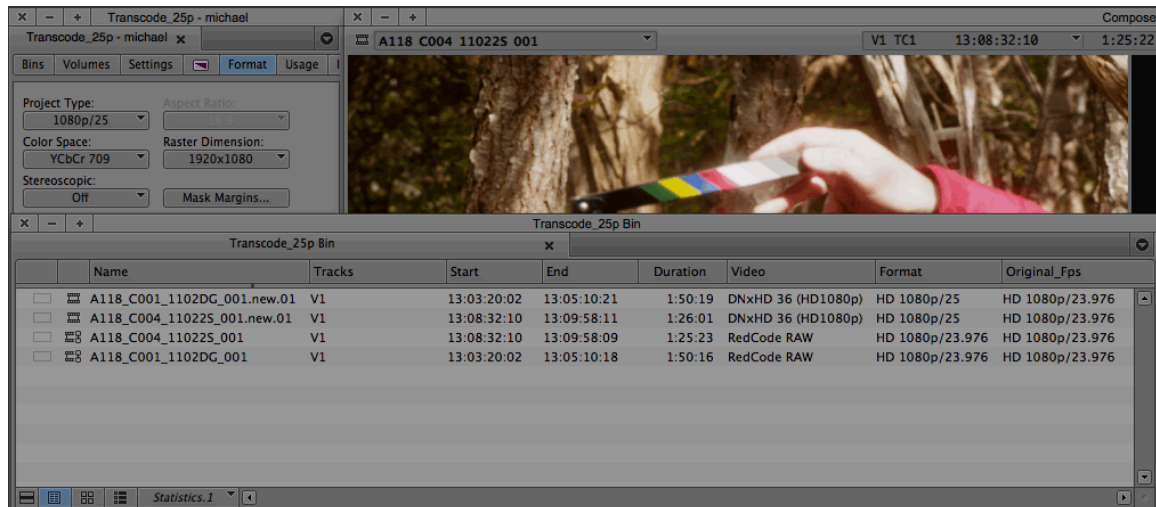 Transcode_25p - michael
Compose
Transcode_25p - michael
A118 C004 11022S 001
V1 TC1 13:08:32:10 1:25:22
Bins Volumes Settings Format Usage
Project Type: Aspect Ratio:
1080p/25 16:9
Color Space: Raster Dimension:
YCbCr 709 1920x1080
Stereoscopic:
Off Mask Margins...
Transcode_25p Bin
Transcode_25p Bin
Name Tracks Start End Duration Video Format Original_Fps
A118_C001_1102DG_001.new.01 V1 13:03:20:02 13:05:10:21 1:50:19 DNxHD 36 (HD1080p) HD 1080p/25 HD 1080p/23.976
A118_C004_11022S_001.new.01 V1 13:08:32:10 13:09:58:11 1:26:01 DNxHD 36 (HD1080p) HD 1080p/25 HD 1080p/23.976
A118_C004_11022S_001 V1 13:08:32:10 13:09:58:09 1:25:23 RedCode RAW HD 1080p/23.976 HD 1080p/23.976
A118_C001_1102DG_001 V1 13:03:20:02 13:05:10:18 1:50:16 RedCode RAW HD 1080p/23.976 HD 1080p/23.976
Statistics.1